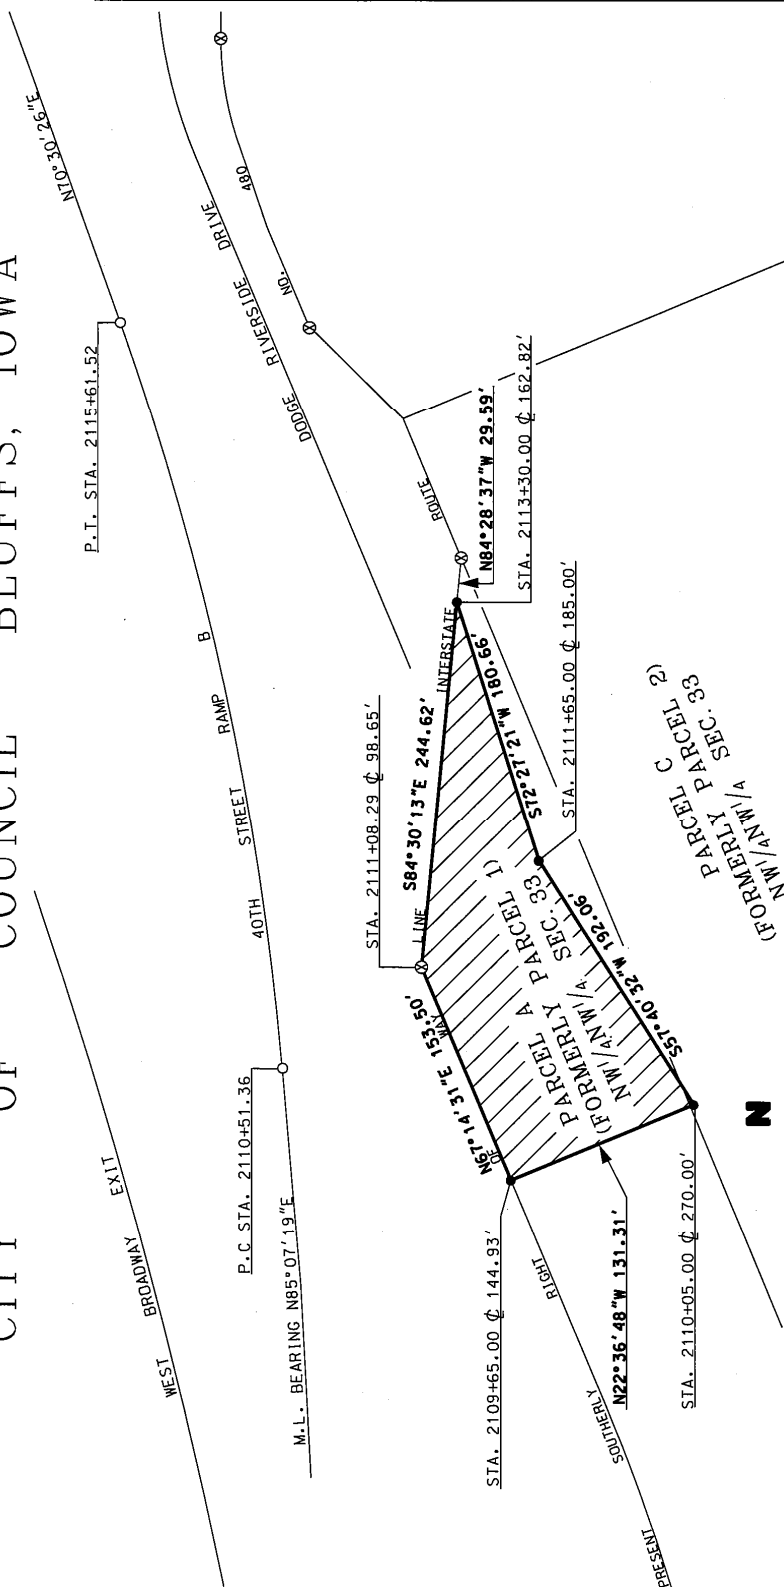 CITY OF COUNCIL BLUFFS, IOWA
N70°30'26"E
P.T. STA. 2115+61.52
DODGE RIVERSIDE DRIVE
NO. 480
WEST BROADWAY EXIT
40TH STREET RAMP B
P.C STA. 2110+51.36
M.L. BEARING N85°07'19"E
STA. 2111+08.29 ℄ 98.65'
S84°30'13"E 244.62'
LINE INTERSTATE ROUTE
N84°28'37"W 29.59'
STA. 2113+30.00 ℄ 162.82'
S72°27'21"W 180.66'
STA. 2111+65.00 ℄ 185.00'
N67°14'31"E 153.50'
OF WAY
PARCEL A
(FORMERLY PARCEL 1)
NW1/4NW1/4 SEC. 33
S57°40'32"W 192.06'
PARCEL C
(FORMERLY PARCEL 2)
NW1/4NW1/4 SEC. 33
STA. 2109+65.00 ℄ 144.93'
N22°36'48"W 131.31'
STA. 2110+05.00 ℄ 270.00'
PRESENT SOUTHERLY RIGHT
N